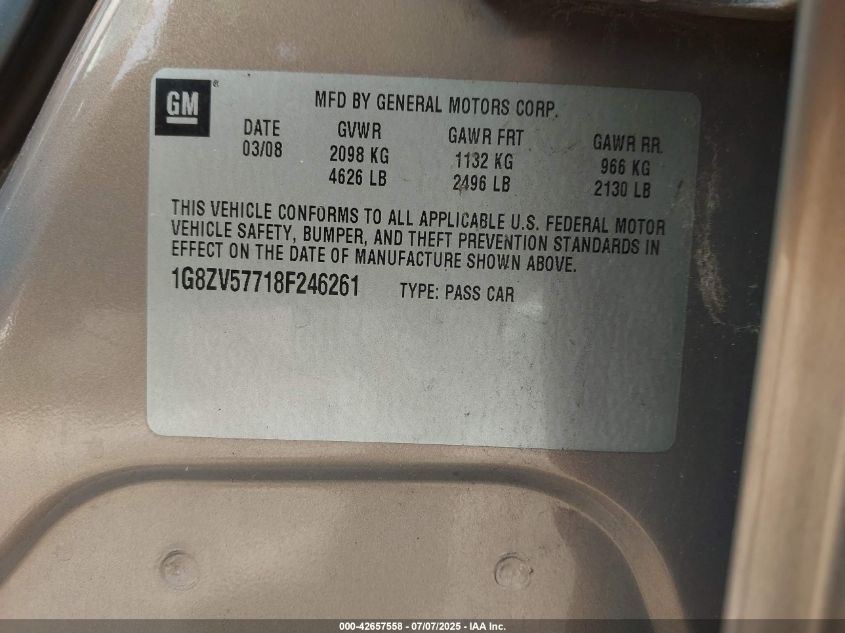 GM ®
MFD BY GENERAL MOTORS CORP.
DATE GVWR GAWR FRT GAWR RR
03/08 2098 KG 1132 KG 966 KG
4626 LB 2496 LB 2130 LB
THIS VEHICLE CONFORMS TO ALL APPLICABLE U.S. FEDERAL MOTOR
VEHICLE SAFETY, BUMPER, AND THEFT PREVENTION STANDARDS IN
EFFECT ON THE DATE OF MANUFACTURE SHOWN ABOVE.
1G8ZV57718F246261 TYPE: PASS CAR
000-42657558 - 07/07/2025 - IAA Inc.